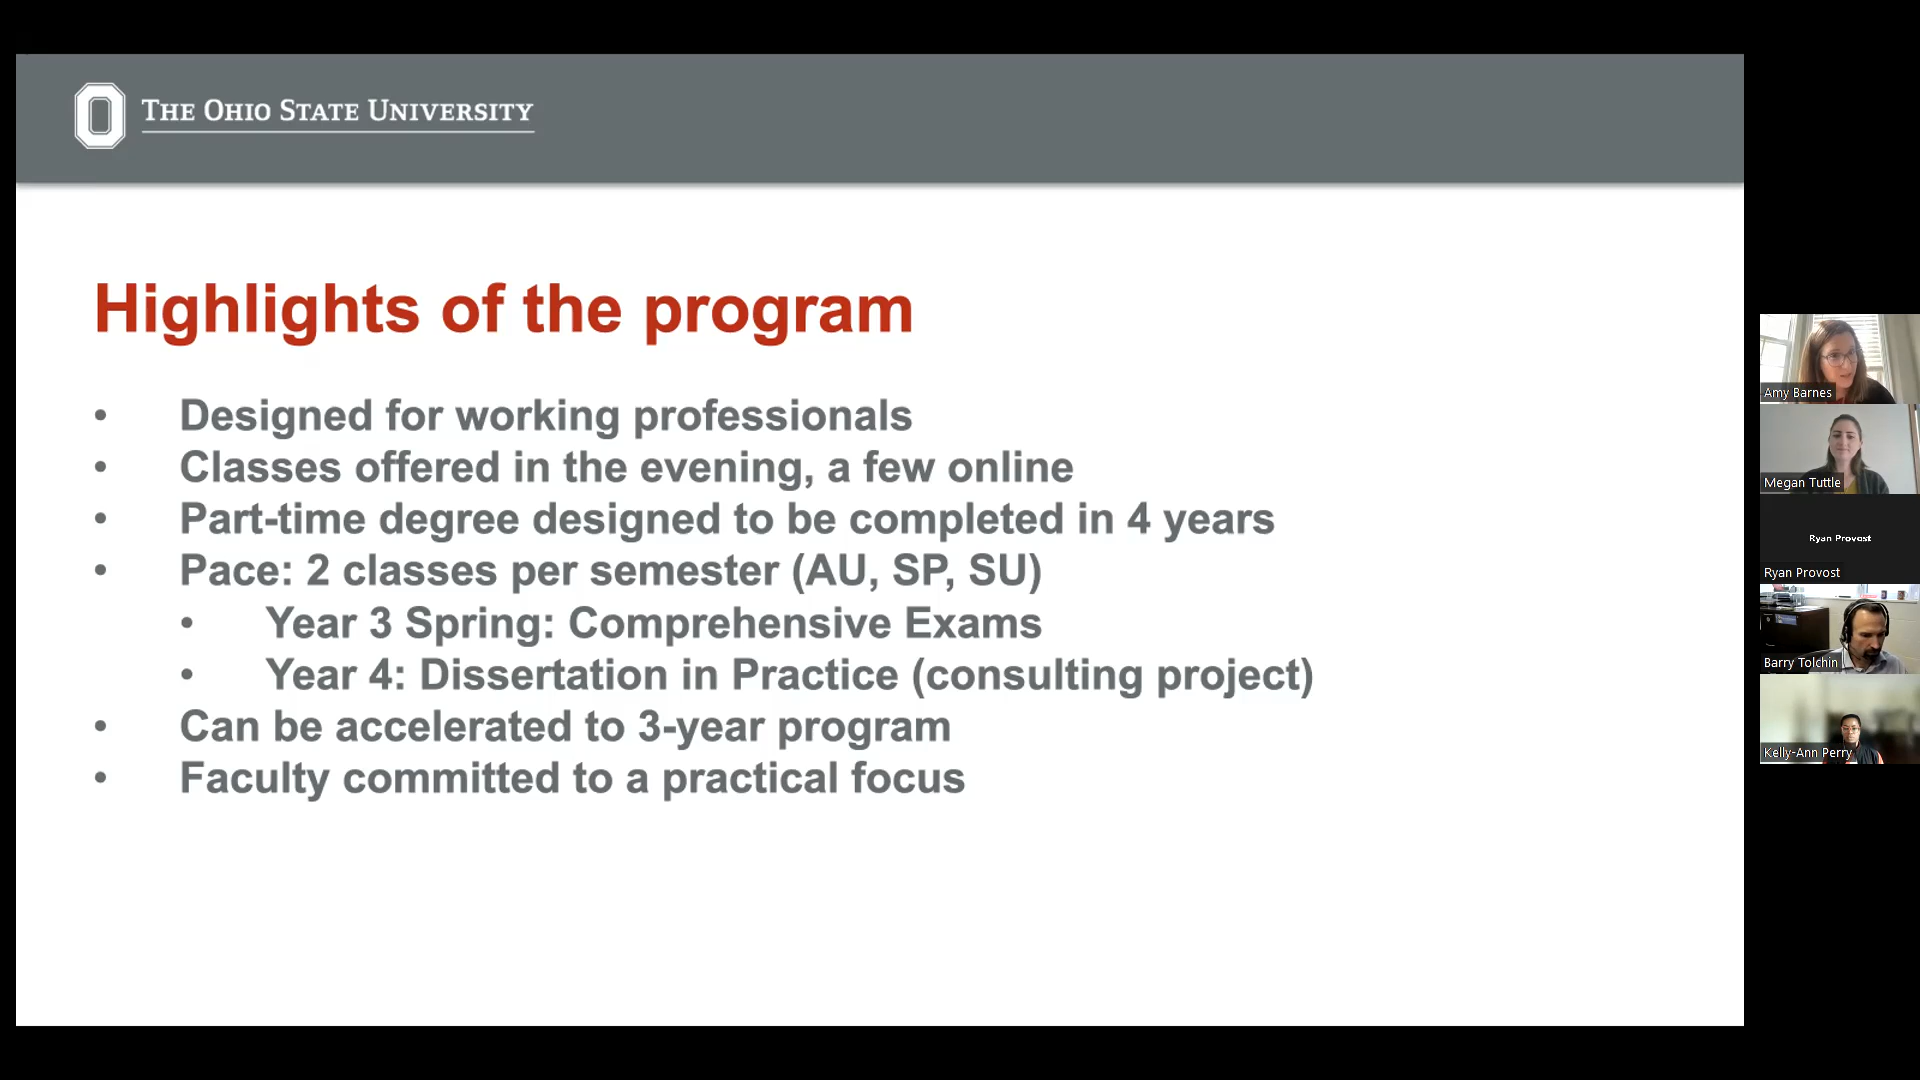 THE OHIO STATE UNIVERSITY
Highlights of the program
• Designed for working professionals
• Classes offered in the evening, a few online
• Part-time degree designed to be completed in 4 years
• Pace: 2 classes per semester (AU, SP, SU)
• Year 3 Spring: Comprehensive Exams
• Year 4: Dissertation in Practice (consulting project)
• Can be accelerated to 3-year program
• Faculty committed to a practical focus
Amy Barnes
Megan Tuttle
Ryan Provost
Ryan Provost
Barry Tolchin
Kelly-Ann Perry